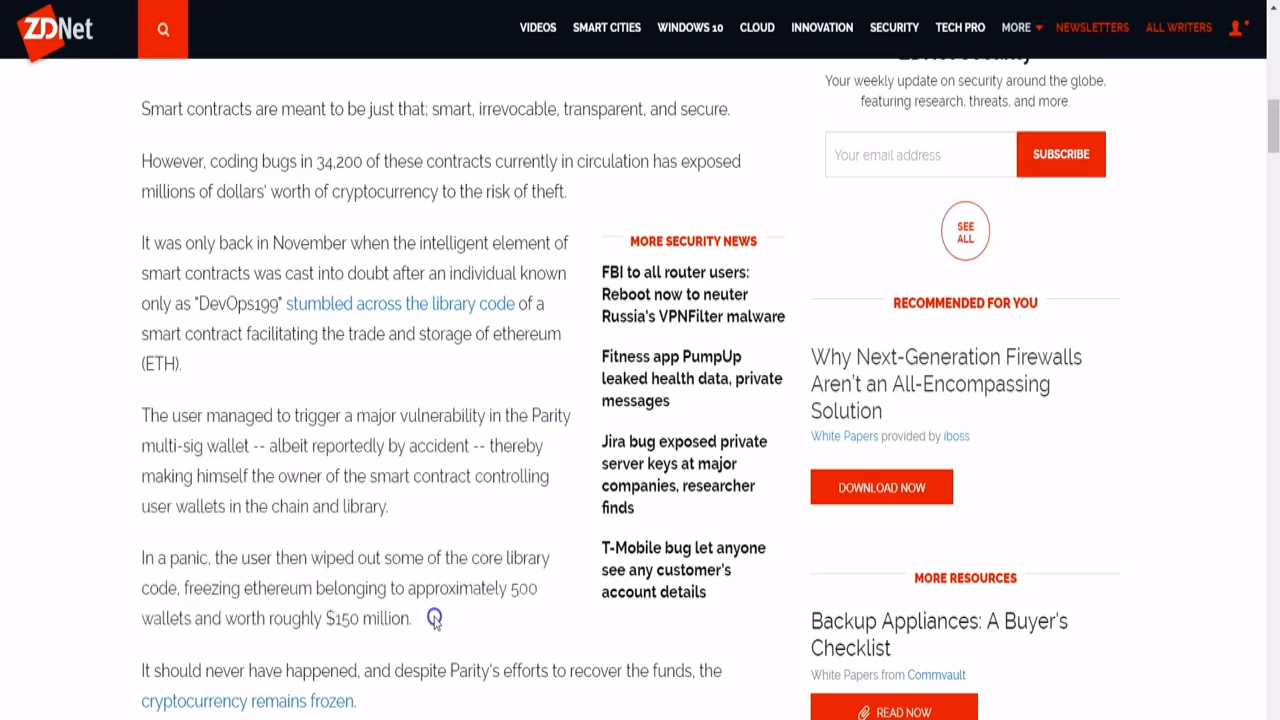 ZDNet
VIDEOS SMART CITIES WINDOWS 10 CLOUD INNOVATION SECURITY TECH PRO MORE NEWSLETTERS ALL WRITERS
Smart contracts are meant to be just that; smart, irrevocable, transparent, and secure.
However, coding bugs in 34,200 of these contracts currently in circulation has exposed
millions of dollars' worth of cryptocurrency to the risk of theft.
It was only back in November when the intelligent element of
smart contracts was cast into doubt after an individual known
only as "DevOps199" stumbled across the library code of a
smart contract facilitating the trade and storage of ethereum
(ETH).
The user managed to trigger a major vulnerability in the Parity
multi-sig wallet -- albeit reportedly by accident -- thereby
making himself the owner of the smart contract controlling
user wallets in the chain and library.
In a panic, the user then wiped out some of the core library
code, freezing ethereum belonging to approximately 500
wallets and worth roughly $150 million.
It should never have happened, and despite Parity's efforts to recover the funds, the
cryptocurrency remains frozen.
MORE SECURITY NEWS
FBI to all router users:
Reboot now to neuter
Russia's VPNFilter malware
Fitness app PumpUp
leaked health data, private
messages
Jira bug exposed private
server keys at major
companies, researcher
finds
T-Mobile bug let anyone
see any customer's
account details
ZDNet Security
Your weekly update on security around the globe,
featuring research, threats, and more.
Your email address
SUBSCRIBE
SEE
ALL
RECOMMENDED FOR YOU
Why Next-Generation Firewalls
Aren't an All-Encompassing
Solution
White Papers provided by iboss
DOWNLOAD NOW
MORE RESOURCES
Backup Appliances: A Buyer's
Checklist
White Papers from Commvault
READ NOW